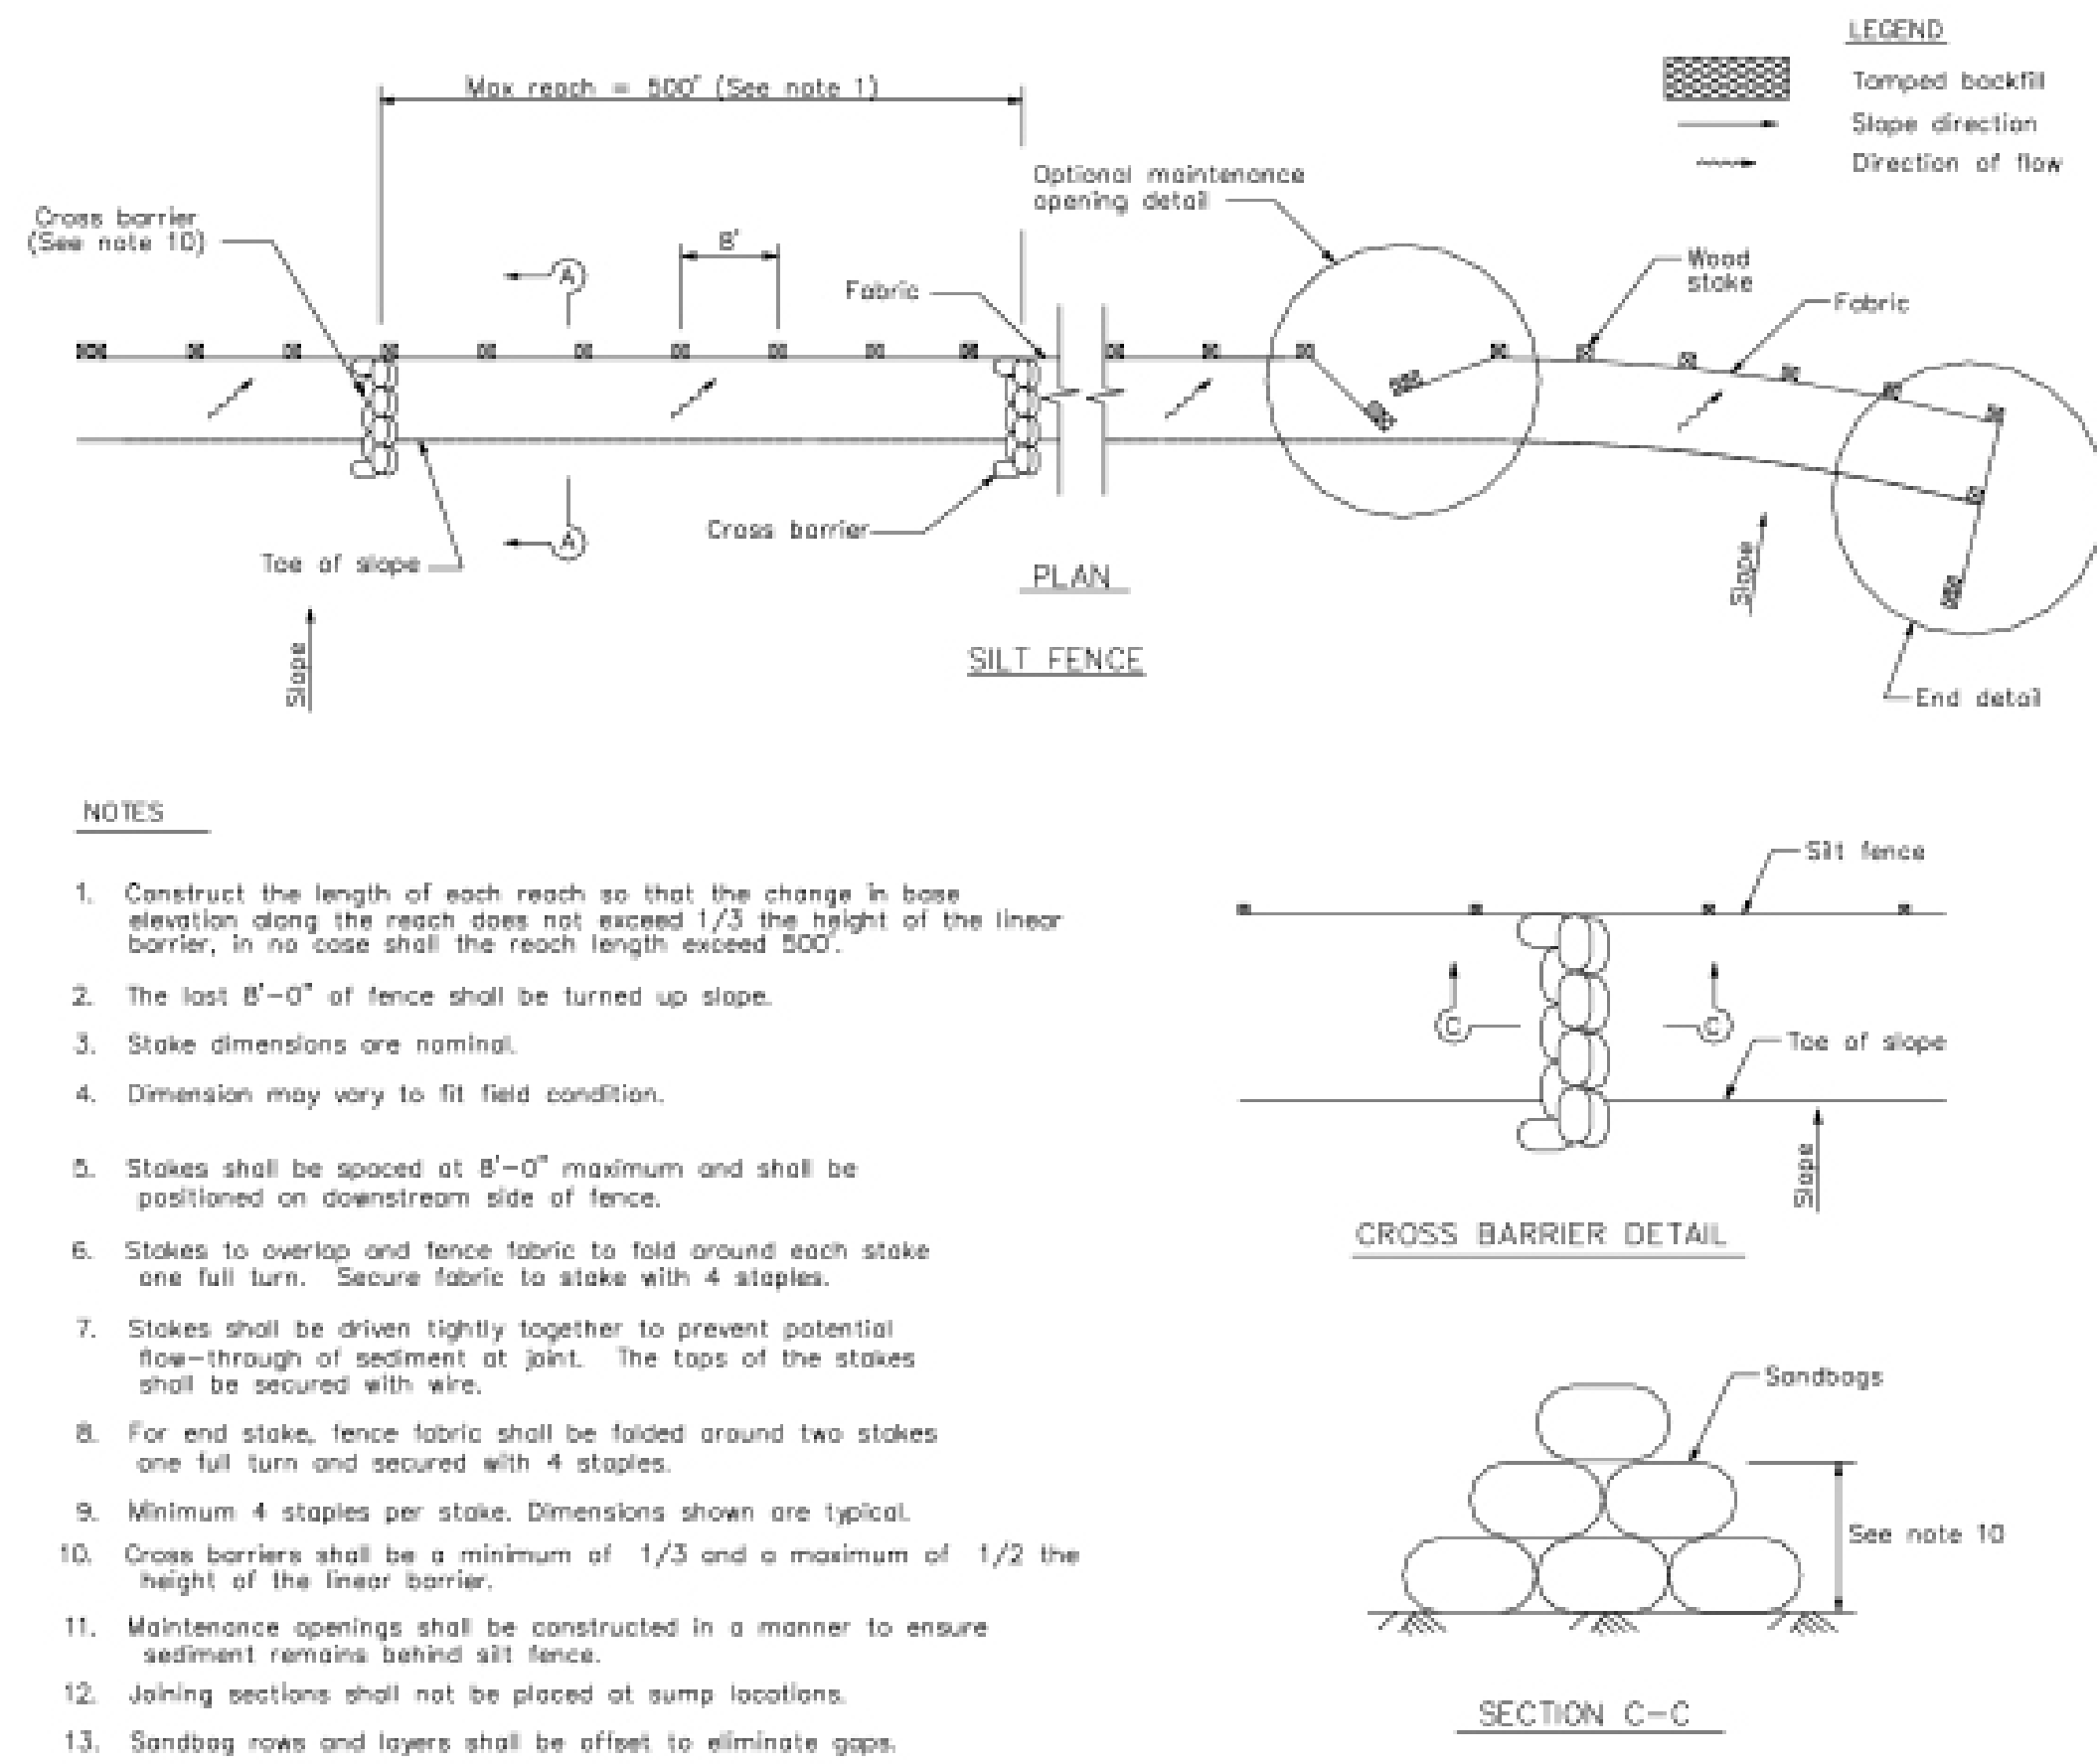 LEGEND
Tamped backfill
Slope direction
Direction of flow
Max reach = 500' (See note 1)
Optional maintenance
opening detail
Cross barrier
(See note 10)
8'
A
Fabric
Wood
stake
Fabric
Cross barrier
A
Toe of slope
PLAN
Slope
Slope
SILT FENCE
End detail
NOTES
1. Construct the length of each reach so that the change in base
elevation along the reach does not exceed 1/3 the height of the linear
barrier, in no case shall the reach length exceed 500'.
2. The last 8'-0" of fence shall be turned up slope.
3. Stake dimensions are nominal.
4. Dimension may vary to fit field condition.
5. Stakes shall be spaced at 8'-0" maximum and shall be
positioned on downstream side of fence.
6. Stakes to overlap and fence fabric to fold around each stake
one full turn. Secure fabric to stake with 4 staples.
7. Stakes shall be driven tightly together to prevent potential
flow-through of sediment at joint. The tops of the stakes
shall be secured with wire.
8. For end stake, fence fabric shall be folded around two stakes
one full turn and secured with 4 staples.
9. Minimum 4 staples per stake. Dimensions shown are typical.
10. Cross barriers shall be a minimum of 1/3 and a maximum of 1/2 the
height of the linear barrier.
11. Maintenance openings shall be constructed in a manner to ensure
sediment remains behind silt fence.
12. Joining sections shall not be placed at sump locations.
13. Sandbag rows and layers shall be offset to eliminate gaps.
Silt fence
C
C
Toe of slope
Slope
CROSS BARRIER DETAIL
Sandbags
See note 10
SECTION C-C